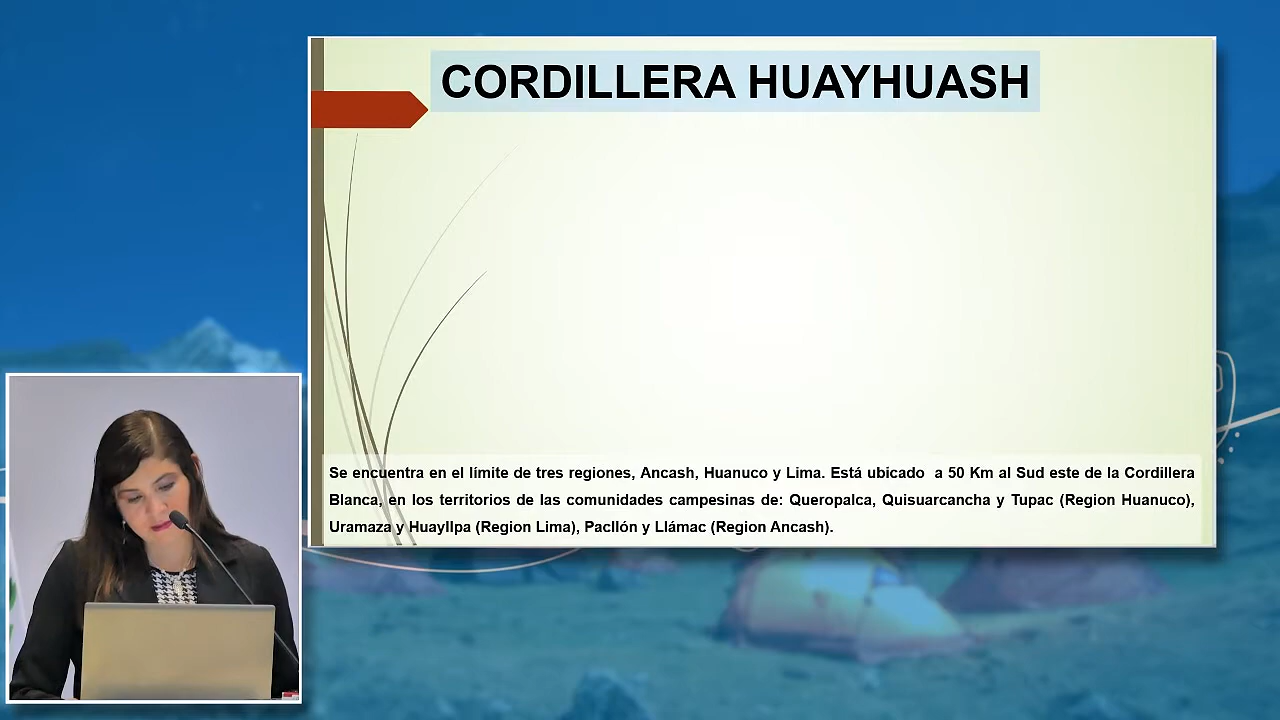 CORDILLERA HUAYHUASH
Se encuentra en el límite de tres regiones, Ancash, Huanuco y Lima. Está ubicado a 50 Km al Sud este de la Cordillera
Blanca, en los territorios de las comunidades campesinas de: Queropalca, Quisuarcancha y Tupac (Region Huanuco),
Uramaza y Huayllpa (Region Lima), Pacllón y Llámac (Region Ancash).